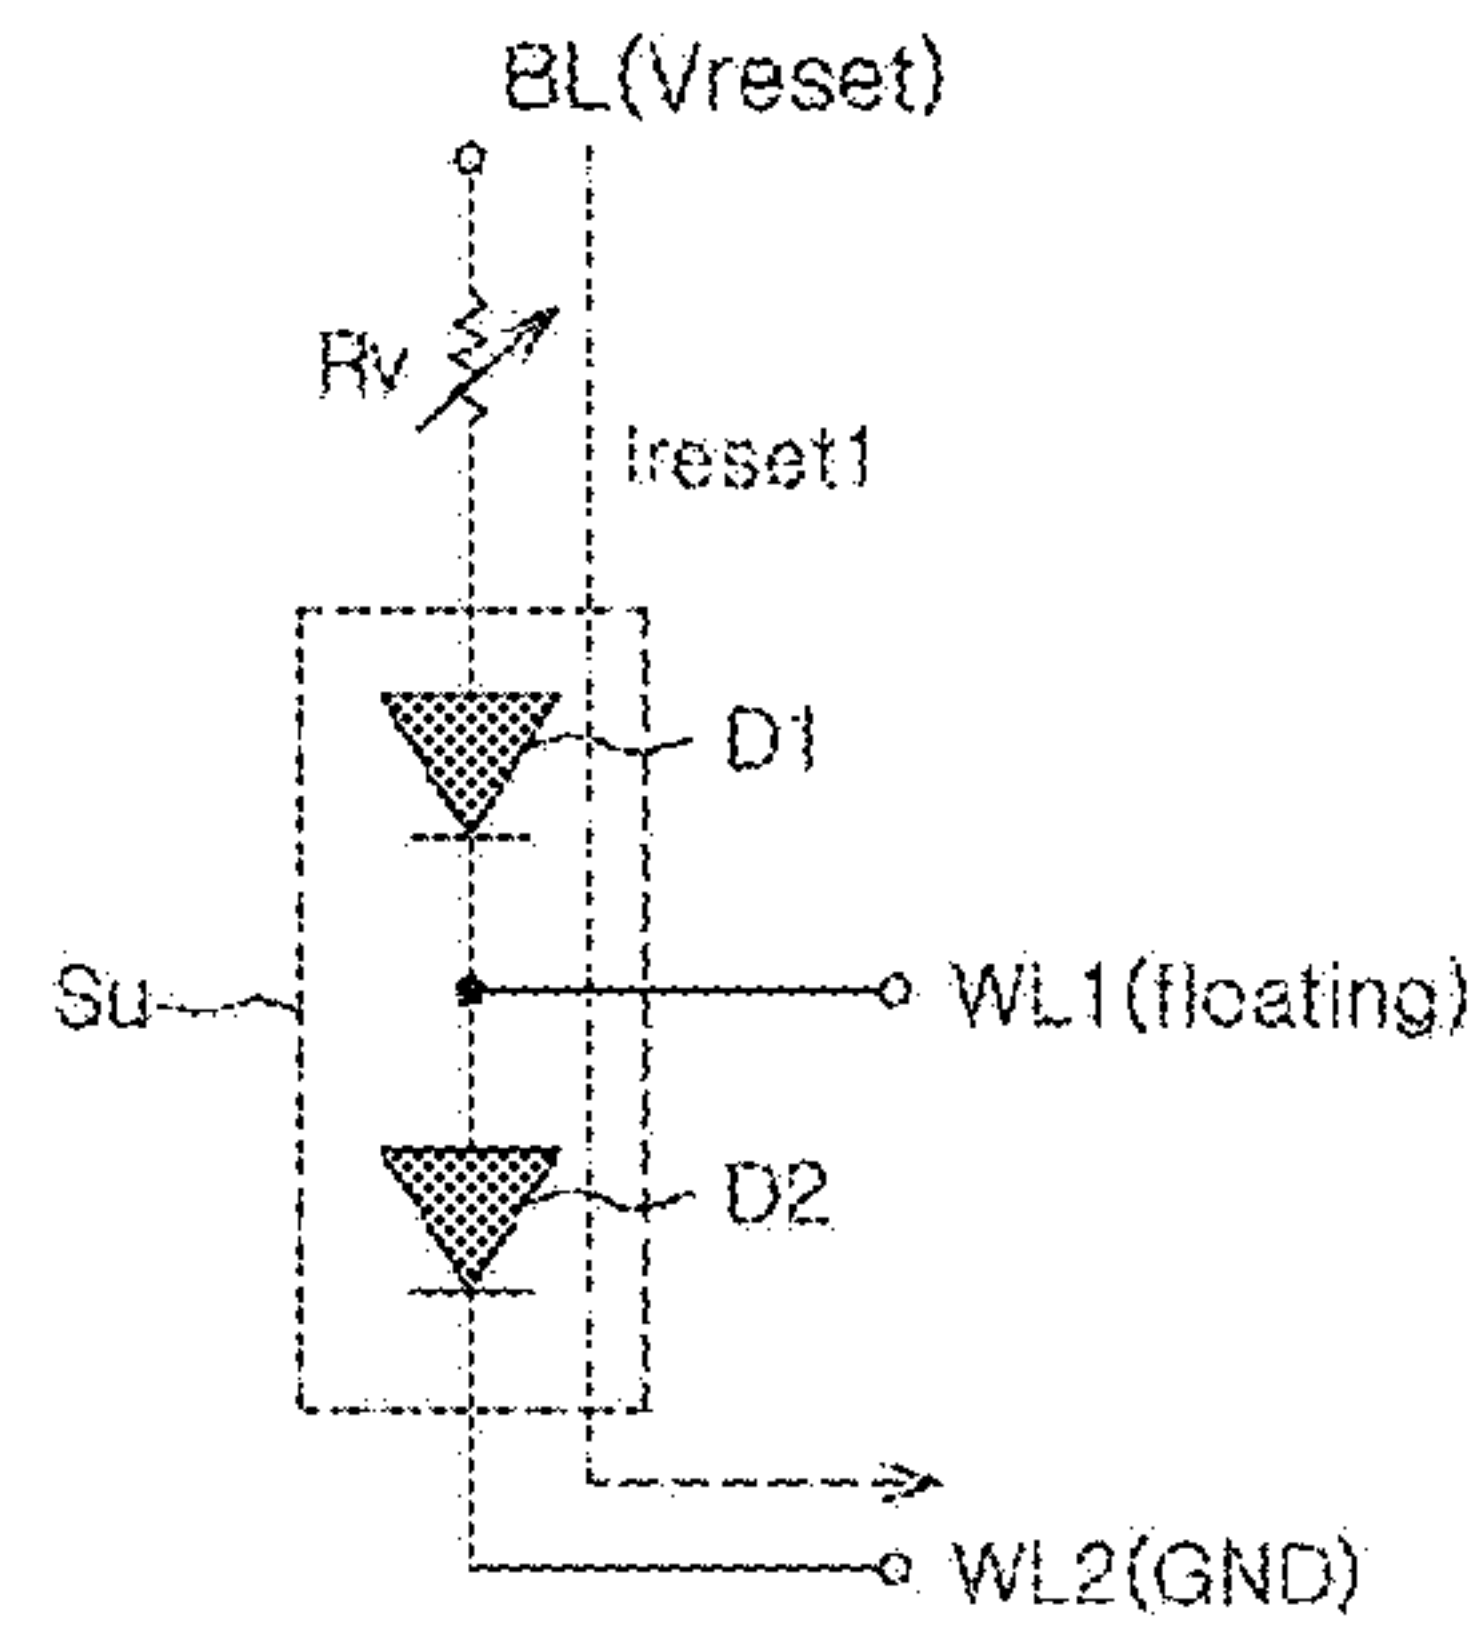 BL(Vreset)
Rv
Ireset1
D1
Su
WL1(floating)
D2
WL2(GND)